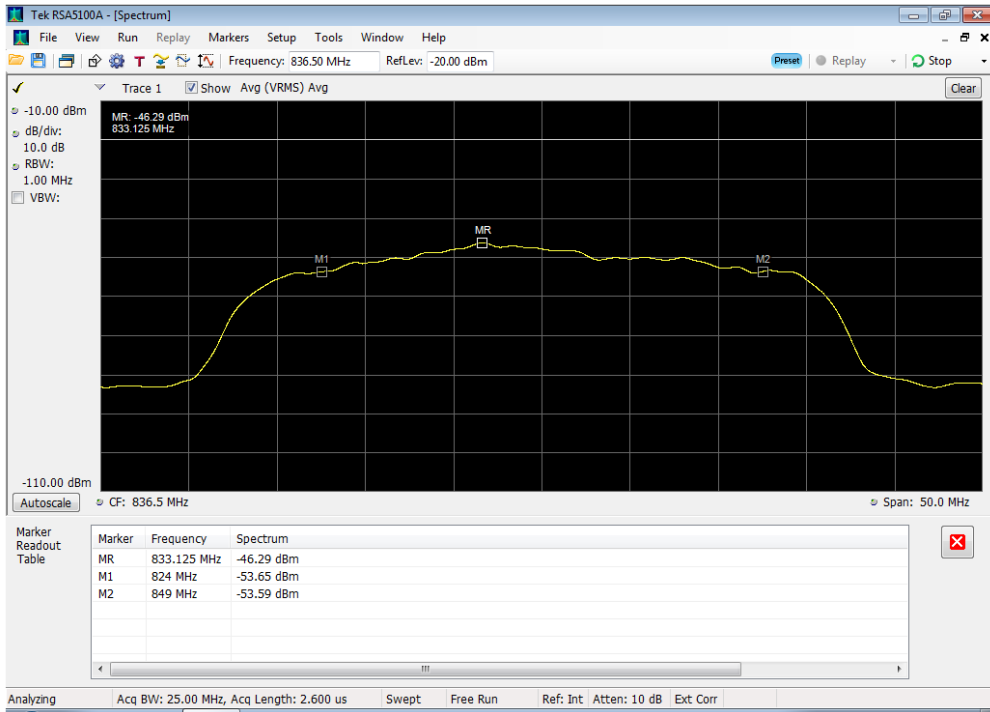 Tek RSA5100A - [Spectrum]
File View Run Replay Markers Setup Tools Window Help
T Frequency: 836.50 MHz RefLev: -20.00 dBm Preset Replay Stop
Trace 1 Show Avg (VRMS) Avg Clear
-10.00 dBm
dB/div:
10.0 dB
RBW:
1.00 MHz
VBW:
MR: -46.29 dBm
833.125 MHz
MR
M1
M2
-110.00 dBm
Autoscale CF: 836.5 MHz Span: 50.0 MHz
Marker
Readout
Table
Marker Frequency Spectrum
MR 833.125 MHz -46.29 dBm
M1 824 MHz -53.65 dBm
M2 849 MHz -53.59 dBm
Analyzing Acq BW: 25.00 MHz, Acq Length: 2.600 us Swept Free Run Ref: Int Atten: 10 dB Ext Corr